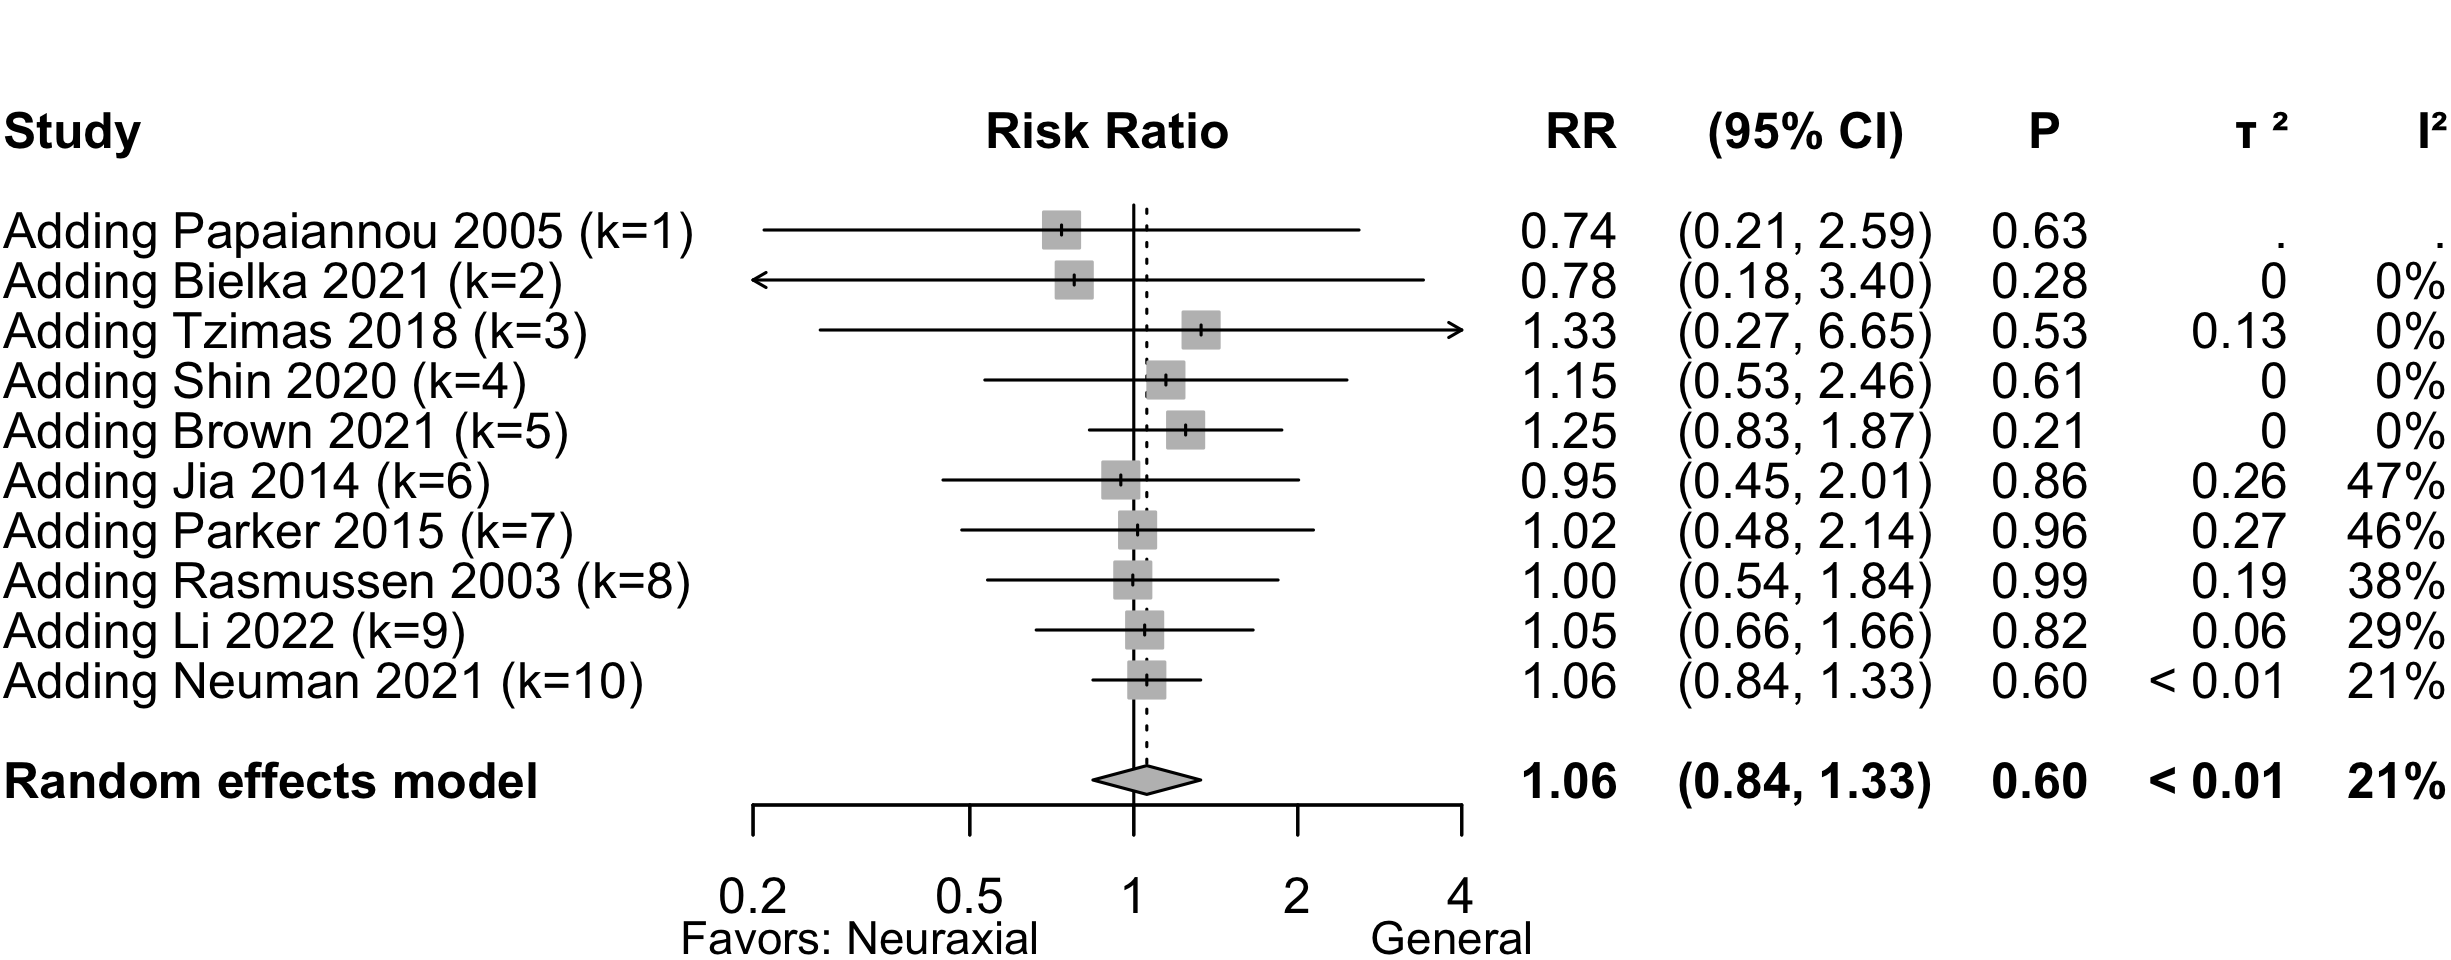 Study Risk Ratio RR (95% CI) P τ ² I²
Adding Papaiannou 2005 (k=1) 0.74 (0.21, 2.59) 0.63 . .
Adding Bielka 2021 (k=2) 0.78 (0.18, 3.40) 0.28 0 0%
Adding Tzimas 2018 (k=3) 1.33 (0.27, 6.65) 0.53 0.13 0%
Adding Shin 2020 (k=4) 1.15 (0.53, 2.46) 0.61 0 0%
Adding Brown 2021 (k=5) 1.25 (0.83, 1.87) 0.21 0 0%
Adding Jia 2014 (k=6) 0.95 (0.45, 2.01) 0.86 0.26 47%
Adding Parker 2015 (k=7) 1.02 (0.48, 2.14) 0.96 0.27 46%
Adding Rasmussen 2003 (k=8) 1.00 (0.54, 1.84) 0.99 0.19 38%
Adding Li 2022 (k=9) 1.05 (0.66, 1.66) 0.82 0.06 29%
Adding Neuman 2021 (k=10) 1.06 (0.84, 1.33) 0.60 < 0.01 21%
Random effects model 1.06 (0.84, 1.33) 0.60 < 0.01 21%
0.2 0.5 1 2 4
Favors: Neuraxial General